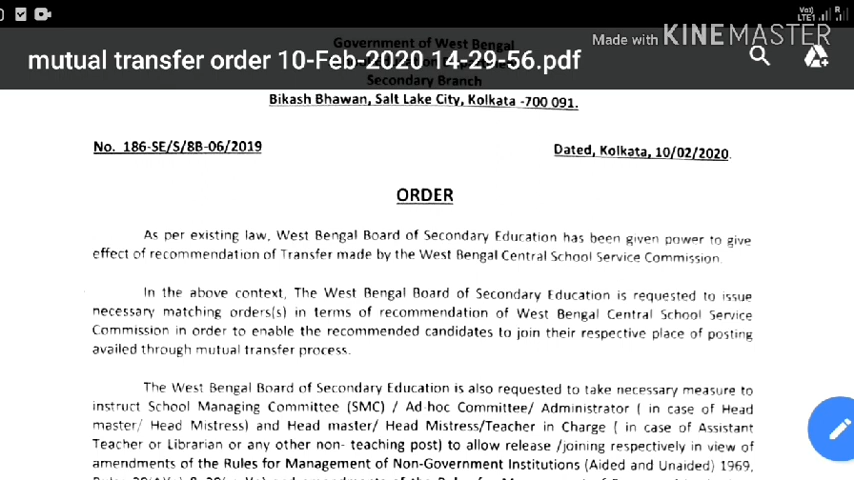 Vo))
LTE1
R
Made with KINEMASTER
Government of West Bengal
mutual transfer order 10-Feb-2020 14-29-56.pdf
Secondary Branch
Bikash Bhawan, Salt Lake City, Kolkata -700 091.
No. 186-SE/S/8B-06/2019
Dated, Kolkata, 10/02/2020.
ORDER
As per existing law, West Bengal Board of Secondary Education has been given power to give
effect of recommendation of Transfer made by the West Bengal Central School Service Commission.
In the above context, The West Bengal Board of Secondary Education is requested to issue
necessary matching orders(s) in terms of recommendation of West Bengal Central School Service
Commission in order to enable the recommended candidates to join their respective place of posting
availed through mutual transfer process.
The West Bengal Board of Secondary Education is also requested to take necessary measure to
instruct School Managing Committee (SMC) / Ad-hoc Committee/ Administrator ( in case of Head
master/ Head Mistress) and Head master/ Head Mistress/Teacher in Charge ( in case of Assistant
Teacher or Librarian or any other non- teaching post) to allow release /joining respectively in view of
amendments of the Rules for Management of Non-Government Institutions (Aided and Unaided) 1969,